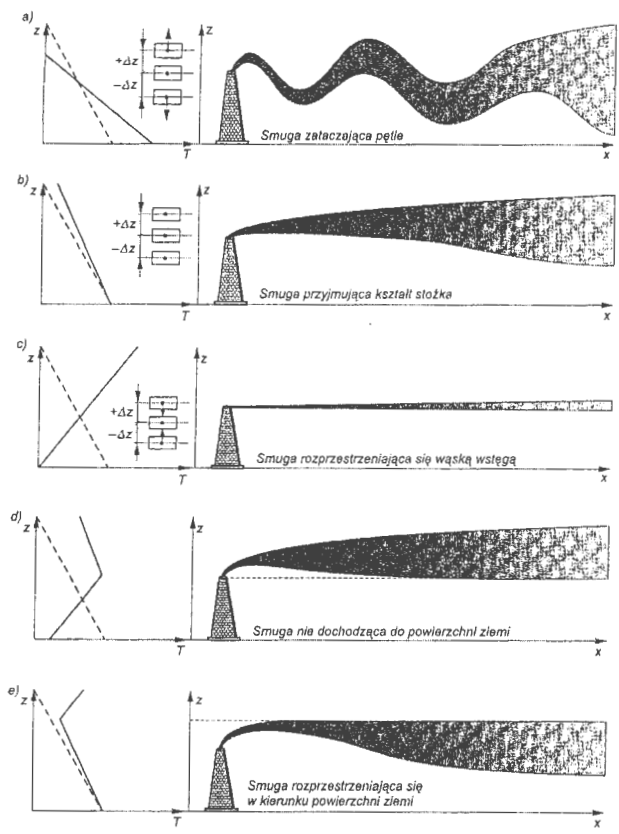 a)
z
+Δz
−Δz
T
z
Smuga zataczająca pętle
x
b)
z
+Δz
−Δz
T
z
Smuga przyjmująca kształt stożka
x
c)
z
+Δz
−Δz
T
z
Smuga rozprzestrzeniająca się wąską wstęgą
x
d)
z
T
z
Smuga nie dochodząca do powierzchni ziemi
x
e)
z
T
z
Smuga rozprzestrzeniająca się
w kierunku powierzchni ziemi
x